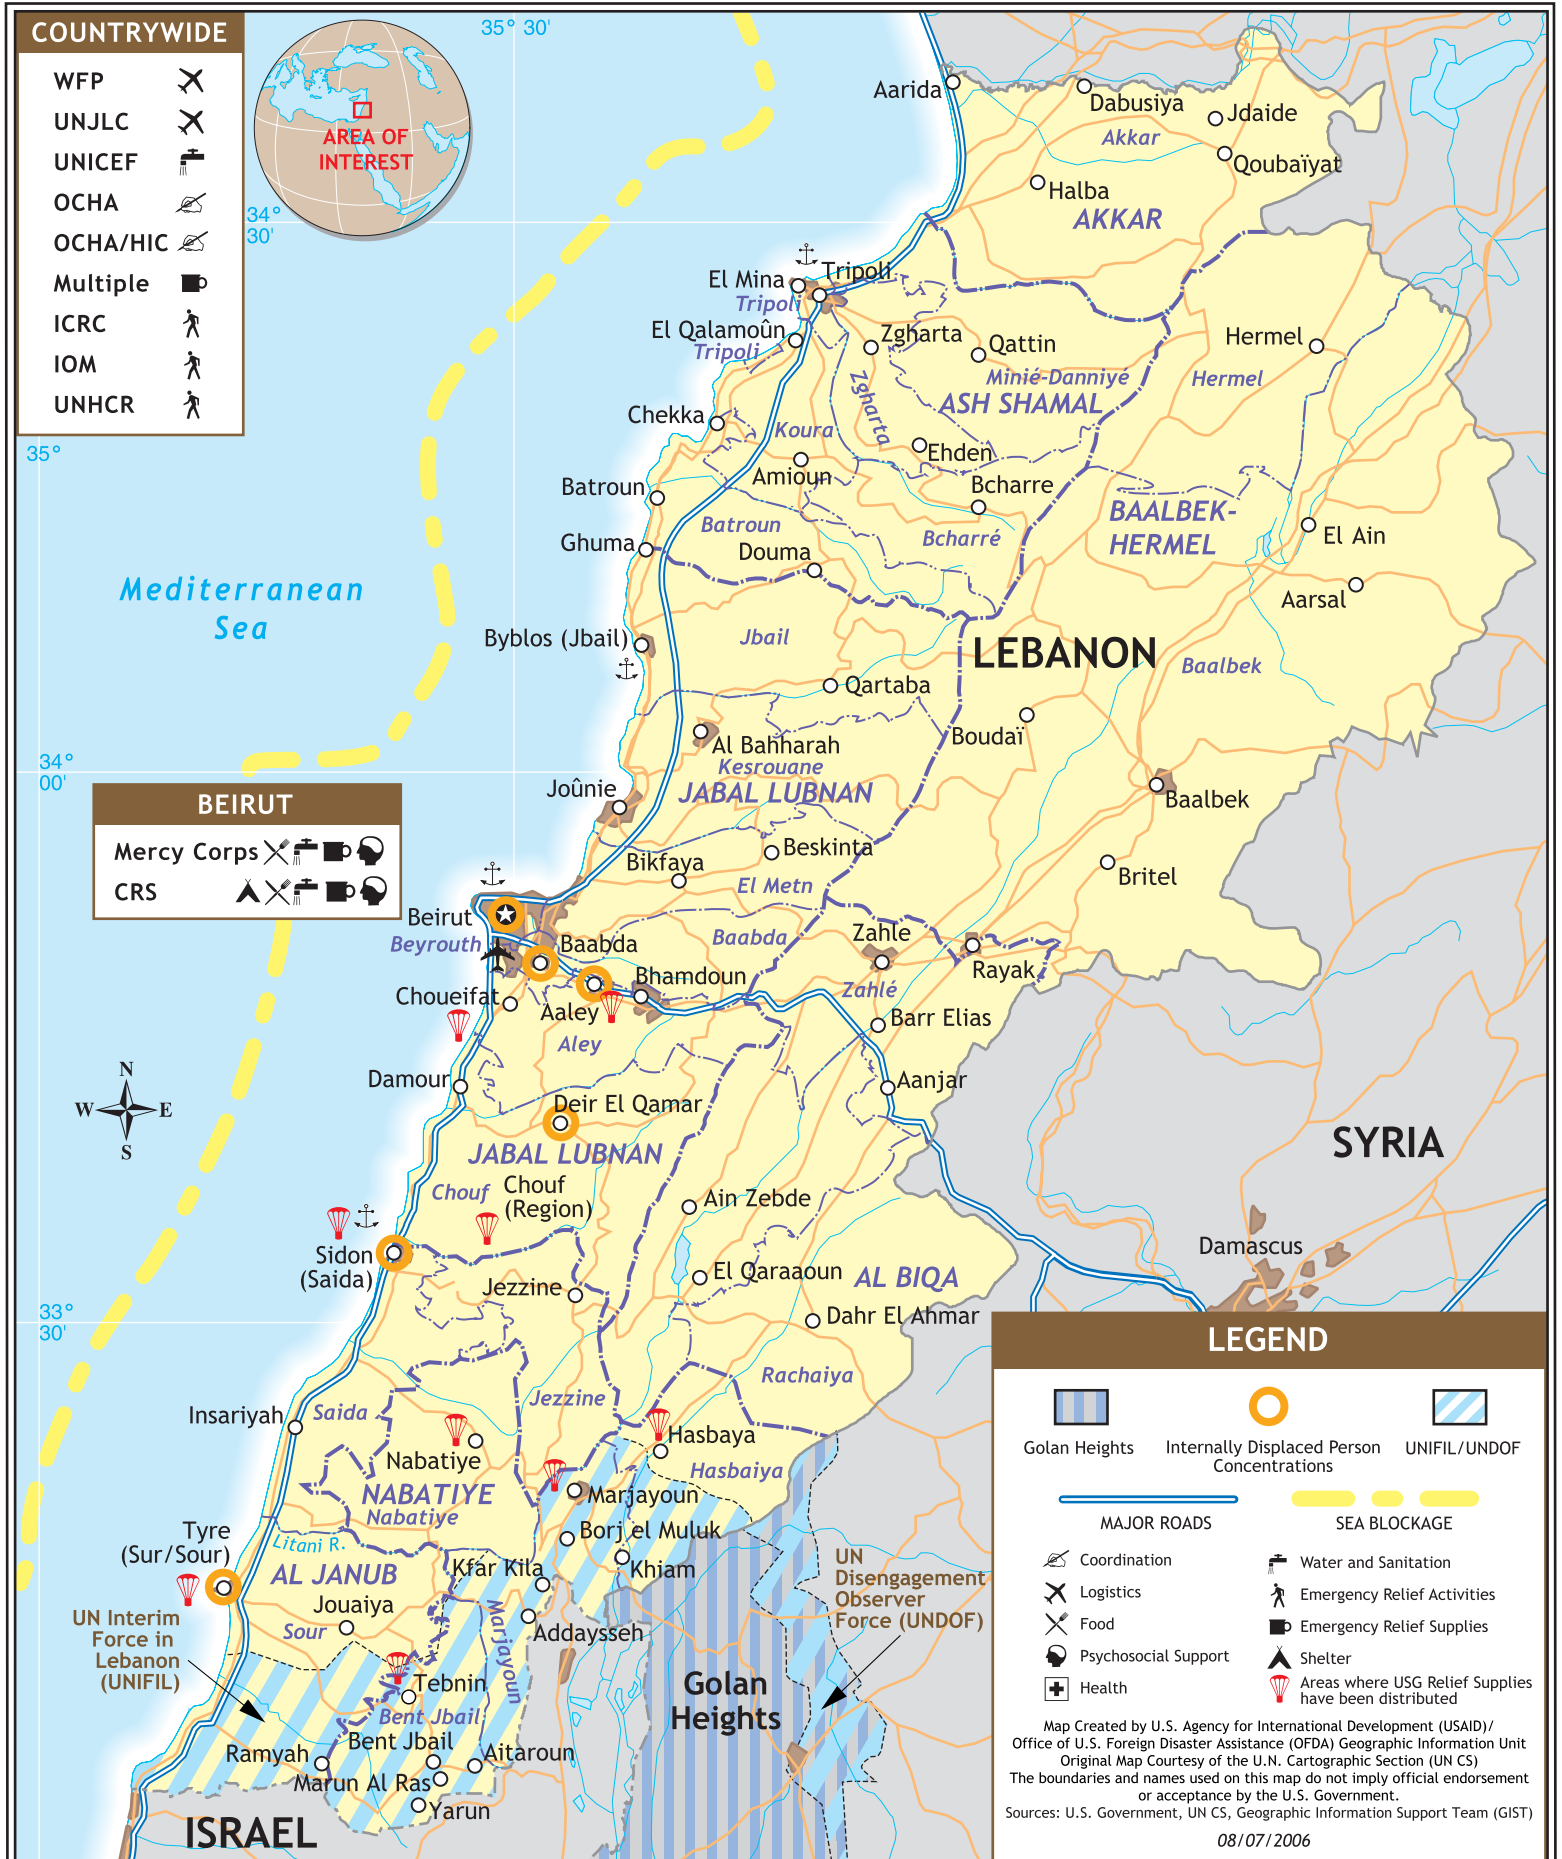 COUNTRYWIDE
WFP
UNJLC
UNICEF
OCHA
OCHA/HIC
Multiple
ICRC
IOM
UNHCR
AREA OF
INTEREST
35° 30'
34°
30'
35°
34°
00'
33°
30'
Mediterranean
Sea
BEIRUT
Mercy Corps
CRS
N
W E
S
Aarida
Dabusiya
Jdaide
Akkar
Qoubaïyat
Halba
AKKAR
El Mina
Tripoli
Tripoli
El Qalamoûn
Tripoli
Zgharta
Qattin
Hermel
Minié-Danniyé
Hermel
Zgharta
ASH SHAMAL
Chekka
Koura
Ehden
Amioun
Bcharre
Batroun
Batroun
Bcharré
BAALBEK-
HERMEL
El Ain
Ghuma
Douma
Aarsal
Byblos (Jbail)
Jbail
LEBANON
Baalbek
Qartaba
Boudaï
Al Bahharah
Kesrouane
JABAL LUBNAN
Joûnie
Baalbek
Beskinta
Bikfaya
Britel
El Metn
Beirut
Beyrouth
Baabda
Baabda
Zahle
Rayak
Bhamdoun
Choueifat
Aaley
Zahlé
Barr Elias
Aley
Damour
Aanjar
Deir El Qamar
JABAL LUBNAN
SYRIA
Chouf
Chouf
(Region)
Ain Zebde
Sidon
(Saida)
Damascus
El Qaraaoun
AL BIQA
Jezzine
Dahr El Ahmar
Rachaiya
Jezzine
Insariyah
Saida
Hasbaya
Nabatiye
Hasbaiya
NABATIYE
Nabatiye
Marjayoun
Borj el Muluk
Tyre
(Sur/Sour)
Litani R.
AL JANUB
Kfar Kila
Khiam
Jouaiya
Sour
Marjayoun
Addaysseh
UN Interim
Force in
Lebanon
(UNIFIL)
UN
Disengagement
Observer
Force (UNDOF)
Tebnin
Bent Jbail
Golan
Heights
Bent Jbail
Ramyah
Aitaroun
Marun Al Ras
Yarun
ISRAEL
LEGEND
Golan Heights
Internally Displaced Person
Concentrations
UNIFIL/UNDOF
MAJOR ROADS
SEA BLOCKAGE
Coordination
Logistics
Food
Psychosocial Support
Health
Water and Sanitation
Emergency Relief Activities
Emergency Relief Supplies
Shelter
Areas where USG Relief Supplies
have been distributed
Map Created by U.S. Agency for International Development (USAID)/
Office of U.S. Foreign Disaster Assistance (OFDA) Geographic Information Unit
Original Map Courtesy of the U.N. Cartographic Section (UN CS)
The boundaries and names used on this map do not imply official endorsement
or acceptance by the U.S. Government.
Sources: U.S. Government, UN CS, Geographic Information Support Team (GIST)
08/07/2006